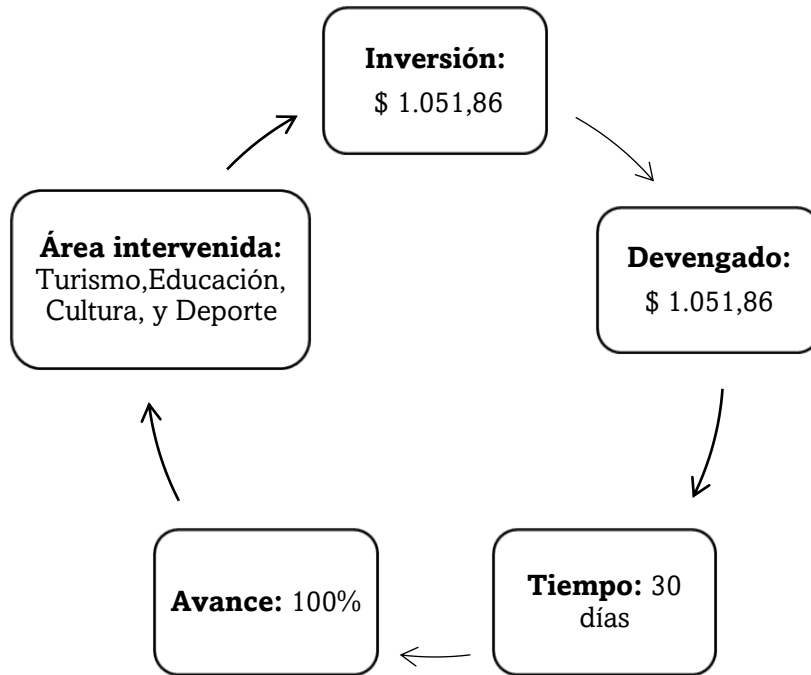 Inversión:
$ 1.051,86
Devengado:
$ 1.051,86
Tiempo: 30
días
Avance: 100%
Área intervenida:
Turismo,Educación,
Cultura, y Deporte